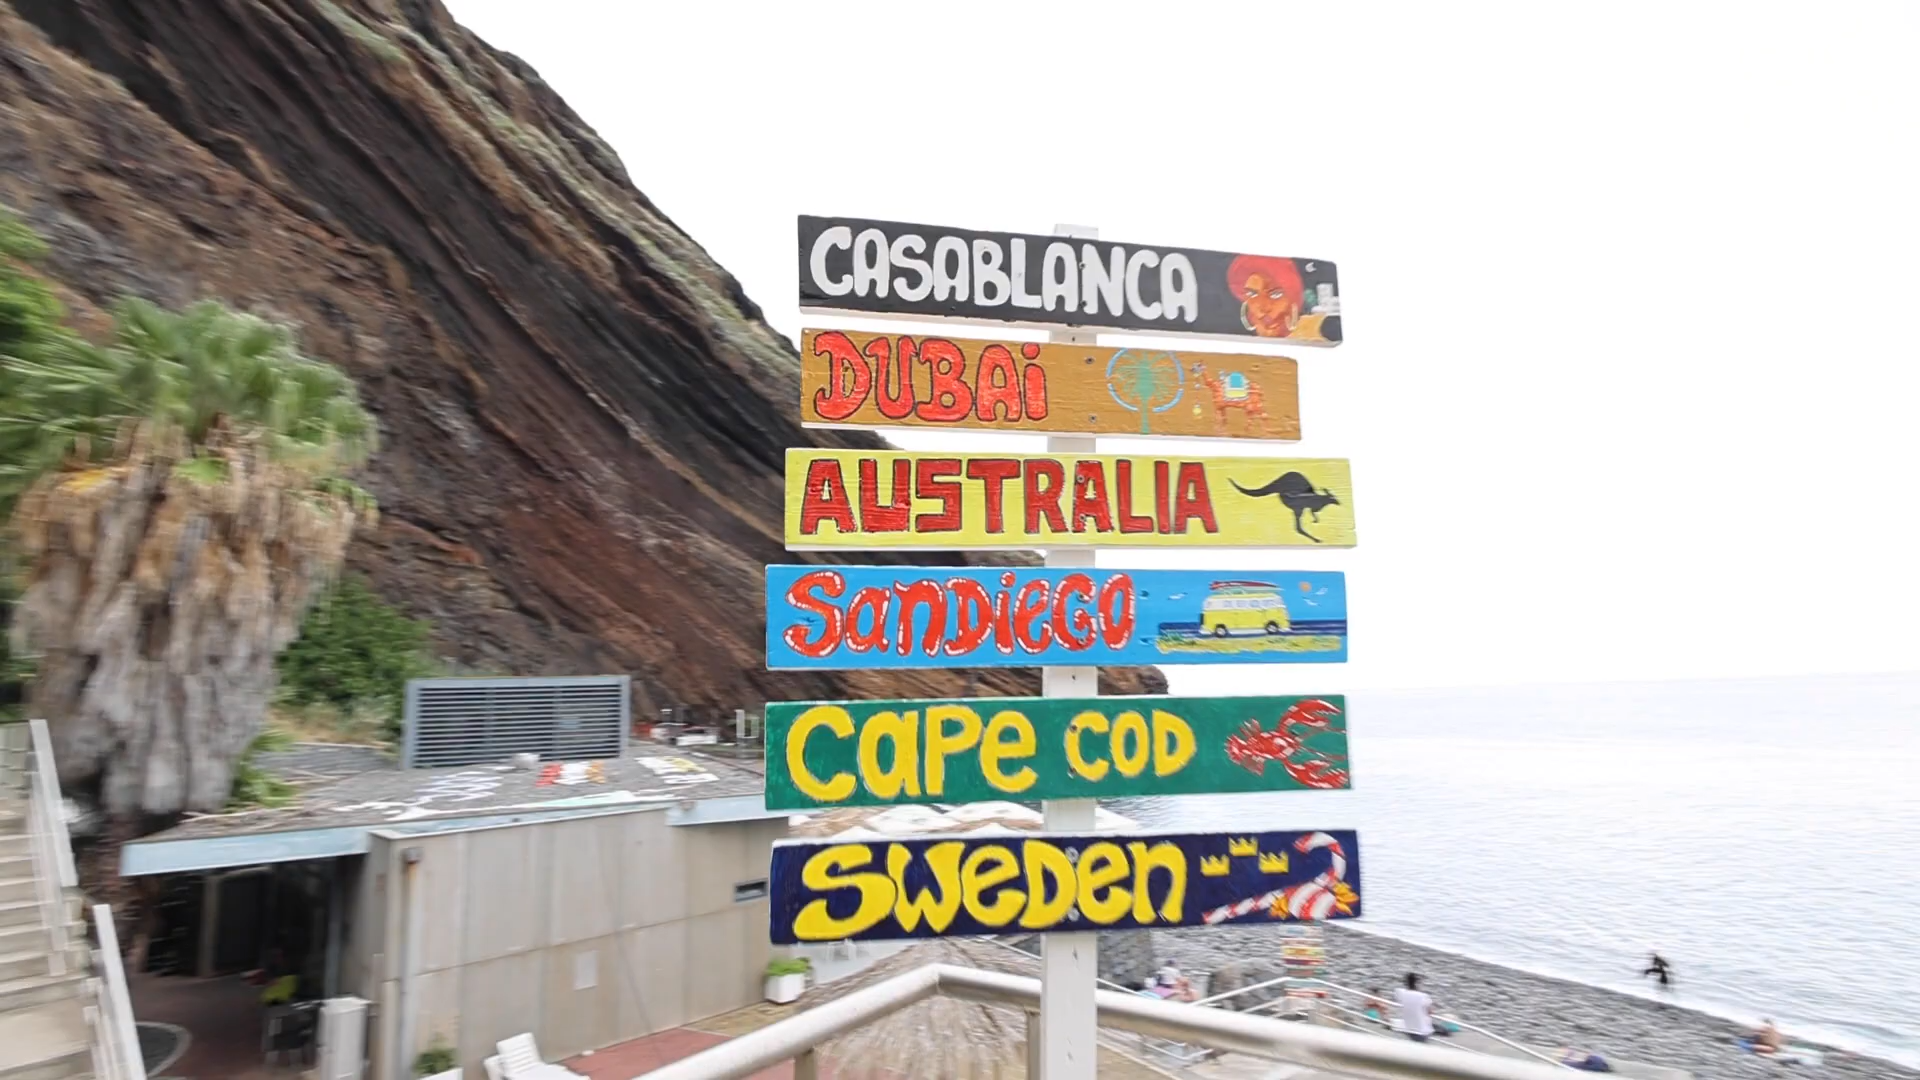 CASABLANCA
DUBAi
AUSTRALIA
SanDieGO
CaPe COD
SWeDen